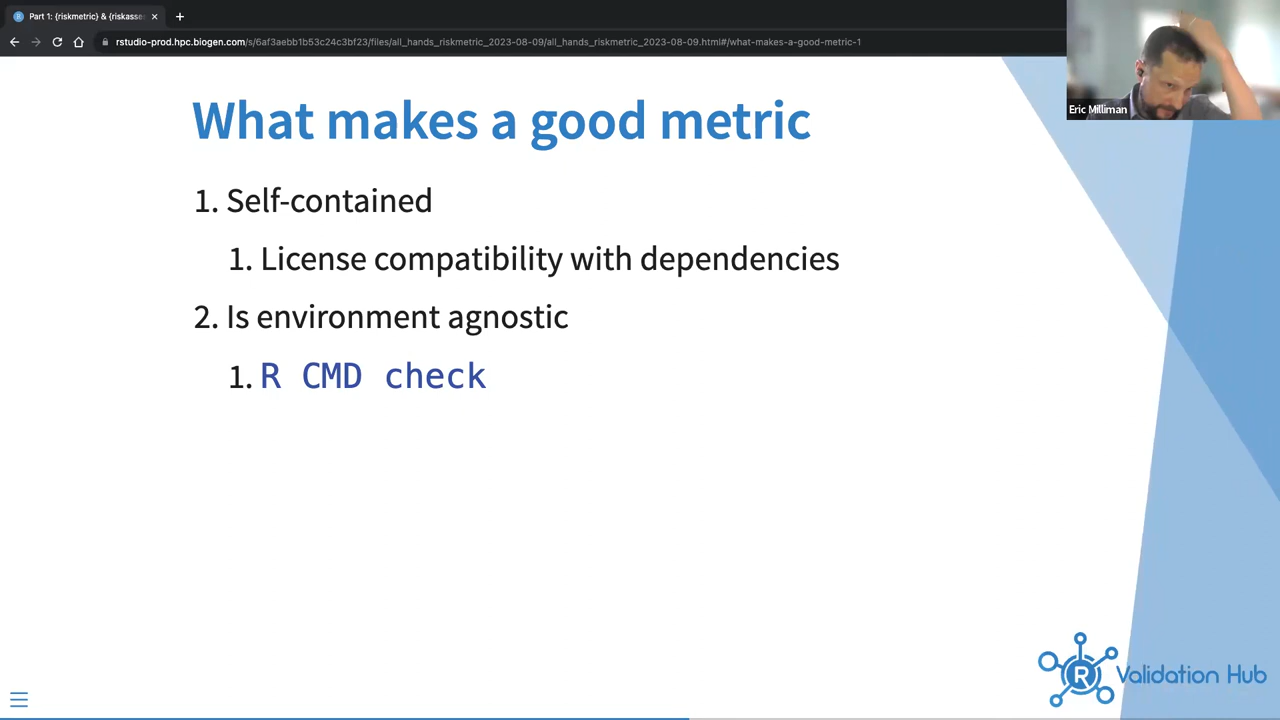 Part 1: {riskmetric} & {riskasse
rstudio-prod.hpc.biogen.com/s/6af3aebb1b53c24c3bf23/files/all_hands_riskmetric_2023-08-09/all_hands_riskmetric_2023-08-09.html#/what-makes-a-good-metric-1
Eric Milliman
What makes a good metric
1. Self-contained
1. License compatibility with dependencies
2. Is environment agnostic
1. R CMD check
R Validation Hub